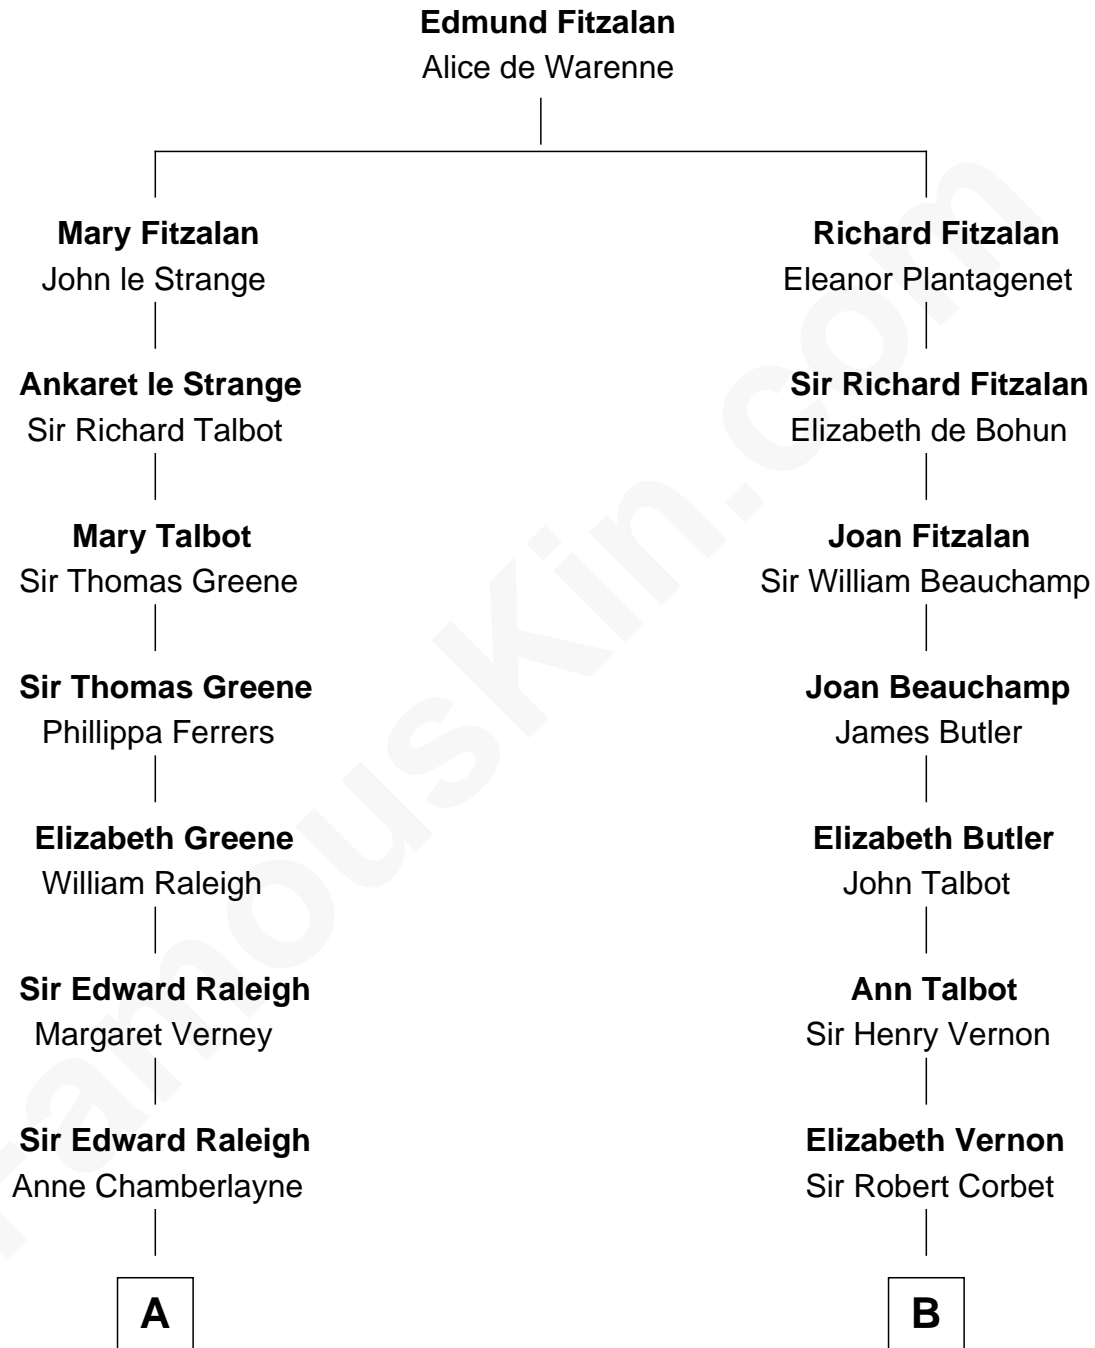 Edmund Fitzalan
Alice de Warenne
Mary Fitzalan
John le Strange
Ankaret le Strange
Sir Richard Talbot
Mary Talbot
Sir Thomas Greene
Sir Thomas Greene
Phillippa Ferrers
Elizabeth Greene
William Raleigh
Sir Edward Raleigh
Margaret Verney
Sir Edward Raleigh
Anne Chamberlayne
A
Richard Fitzalan
Eleanor Plantagenet
Sir Richard Fitzalan
Elizabeth de Bohun
Joan Fitzalan
Sir William Beauchamp
Joan Beauchamp
James Butler
Elizabeth Butler
John Talbot
Ann Talbot
Sir Henry Vernon
Elizabeth Vernon
Sir Robert Corbet
B
FamousKin.com